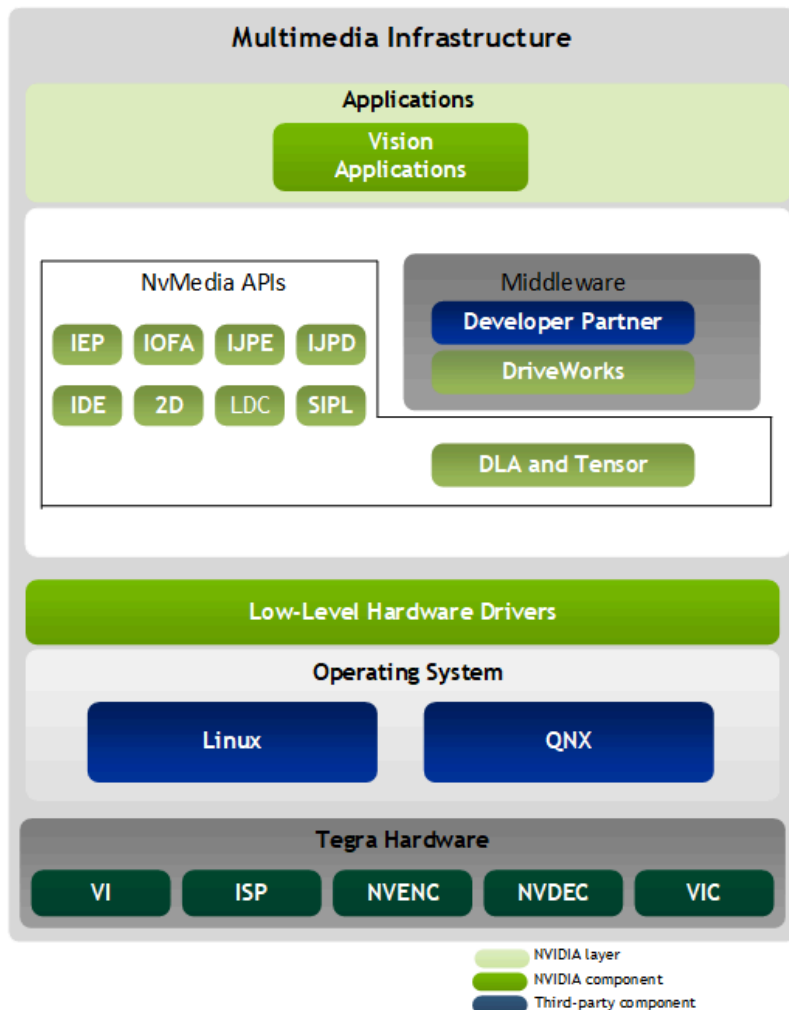 Multimedia Infrastructure
Applications
Vision
Applications
NvMedia APIs
IEP IOFA IJPE IJPD
IDE 2D LDC SIPL
Middleware
Developer Partner
DriveWorks
DLA and Tensor
Low-Level Hardware Drivers
Operating System
Linux QNX
Tegra Hardware
VI ISP NVENC NVDEC VIC
NVIDIA layer
NVIDIA component
Third-party component